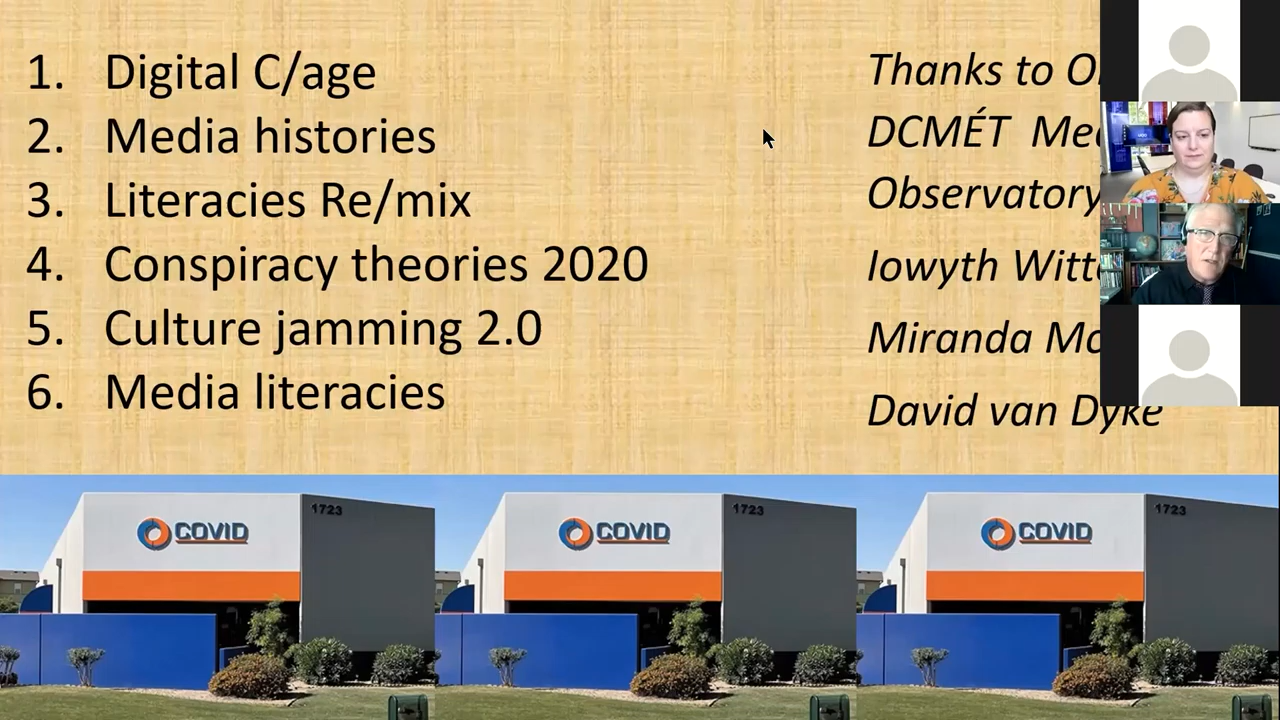 1. Digital C/age
2. Media histories
3. Literacies Re/mix
4. Conspiracy theories 2020
5. Culture jamming 2.0
6. Media literacies
Thanks to
DCMÉT
Observatory
Iowyth
Miranda
David van Dyke
COVID 1723
COVID 1723
COVID 1723